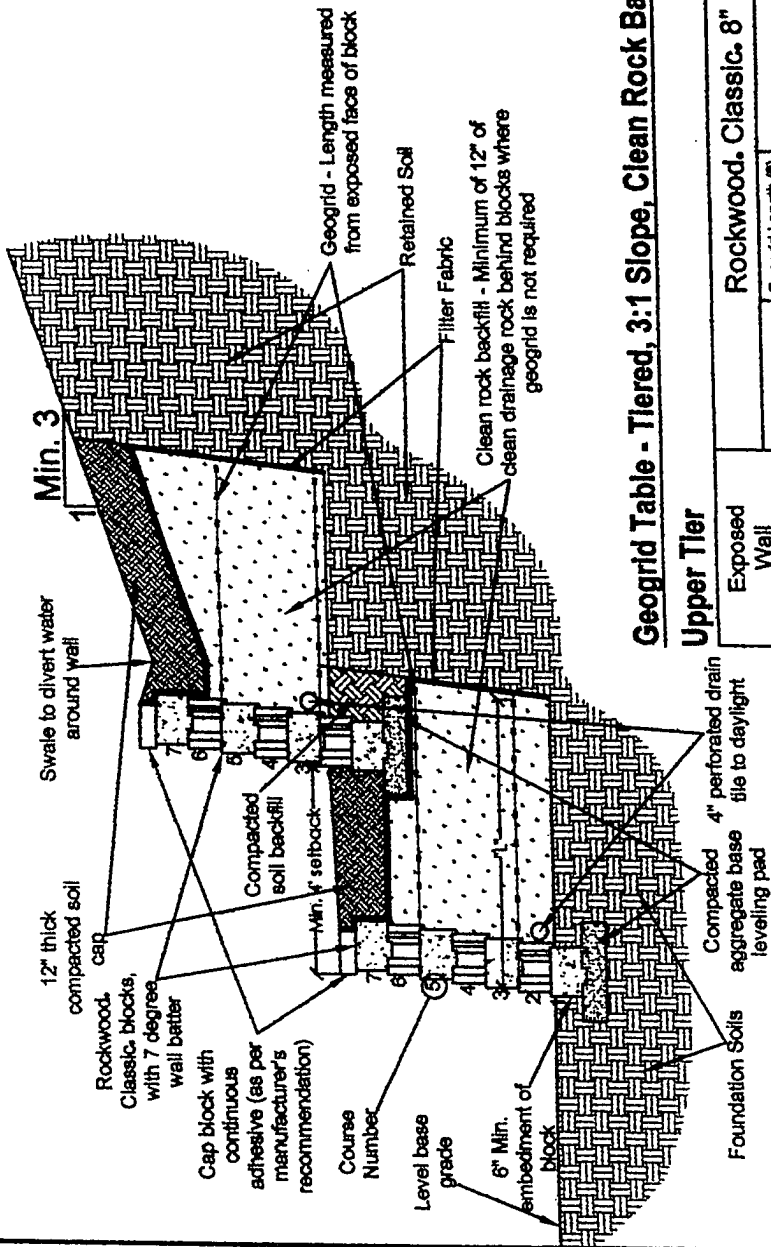 Min. 3
1
Swale to divert water
around wall
12" thick
compacted soil
cap
Rockwood.
Classic. blocks,
with 7 degree
wall batter
Cap block with
continuous
adhesive (as per
manufacturer's
recommendation)
Course
Number
Level base
grade
6" Min.
embedment of
block
Foundation Soils
7
6
5
4
3
Compacted
soil backfill
Min. 4' setback
7
6
5
4
3
2
Compacted
aggregate base
leveling pad
4" perforated drain
tile to daylight
Geogrid - Length measured
from exposed face of block
Retained Soil
Filter Fabric
Clean rock backfill - Minimum of 12" of
clean drainage rock behind blocks where
geogrid is not required
Geogrid Table - Tiered, 3:1 Slope, Clean Rock Ba
Upper Tier
Exposed
Wall
Rockwood. Classic. 8"